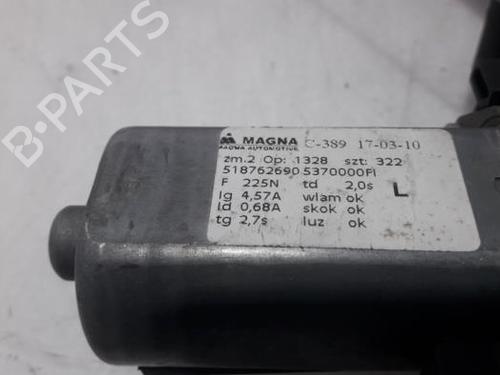 MAGNA C-389 17-03-10
MAGNA AUTOMOTIVE
zm.2 Op: 1328 szt: 322
518762690 5370000FI
F 225N td 2,0s
Ig 4,57A wlam ok L
Id 0,68A skok ok
tg 2,7s luz ok
B-PARTS